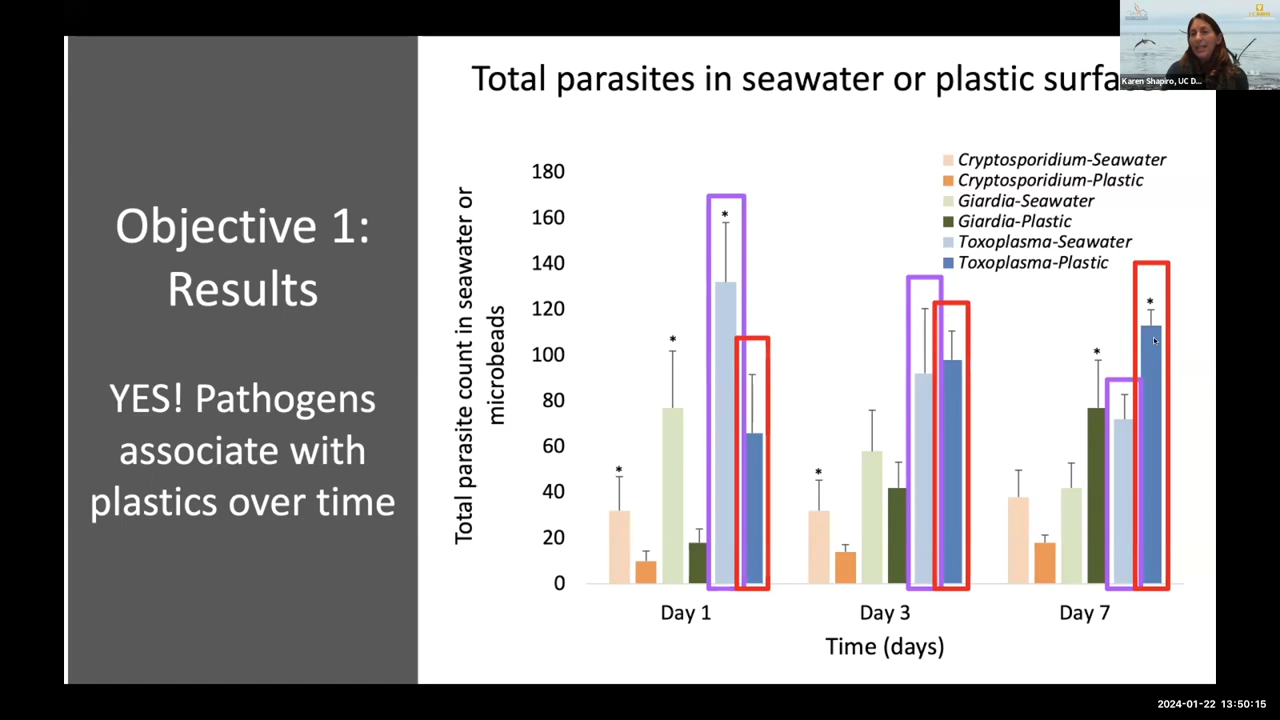 Total parasites in seawater or plastic surfaces
Karen Shapiro, UC D...
Objective 1:
Results
YES! Pathogens
associate with
plastics over time
Total parasite count in seawater or
microbeads
180
160
140
120
100
80
60
40
20
0
Cryptosporidium-Seawater
Cryptosporidium-Plastic
Giardia-Seawater
Giardia-Plastic
Toxoplasma-Seawater
Toxoplasma-Plastic
*
*
*
*
*
*
Day 1
Day 3
Day 7
Time (days)
2024-01-22 13:50:15